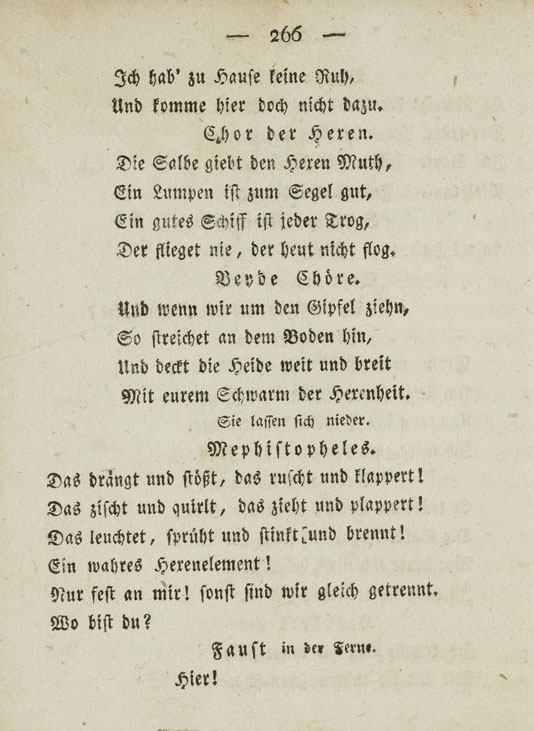 — 266 —
Ich hab' zu Hause keine Ruh,
Und komme hier doch nicht dazu.
Chor der Hexen.
Die Salbe giebt den Hexen Muth,
Ein Lumpen ist zum Segel gut,
Ein gutes Schiff ist jeder Trog,
Der flieget nie, der heut nicht flog.
Beyde Chöre.
Und wenn wir um den Gipfel ziehn,
So streichet an dem Boden hin,
Und deckt die Heide weit und breit
Mit eurem Schwarm der Hexenheit.
Sie lassen sich nieder.
Mephistopheles.
Das drängt und stößt, das ruscht und klappert!
Das zischt und quirlt, das zieht und plappert!
Das leuchtet, sprüht und stinkt und brennt!
Ein wahres Hexenelement!
Nur fest an mir! sonst sind wir gleich getrennt.
Wo bist du?
Faust in der Ferne.
Hier!